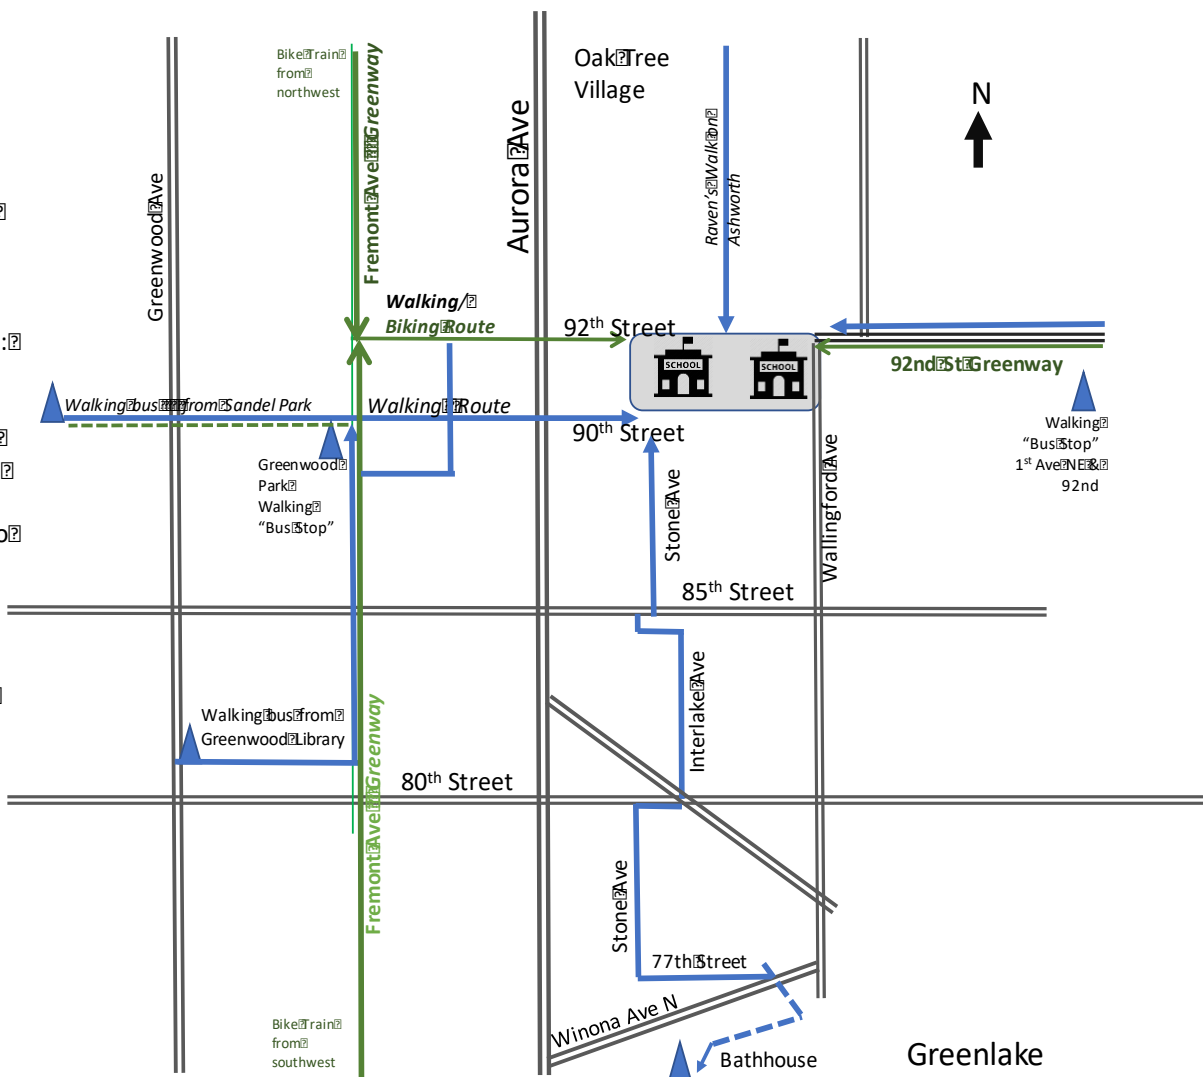 Bike Train
from
northwest
Fremont Ave Greenway
Greenwood Ave
Aurora Ave
Oak Tree
Village
Raven's Walk on
Ashworth
N
Walking/
Biking Route
92th Street
SCHOOL
SCHOOL
92nd St Greenway
:
Walking bus from Sandel Park
Walking Route
90th Street
Walking
“Bus Stop”
1st Ave NE &
92nd
Greenwood
Park
Walking
“Bus Stop”
Stone Ave
Wallingford Ave
o
85th Street
Interlake Ave
Walking bus from
Greenwood Library
80th Street
Fremont Ave Greenway
Stone Ave
77th Street
Winona Ave N
Bike Train
from
southwest
Bathhouse
Greenlake